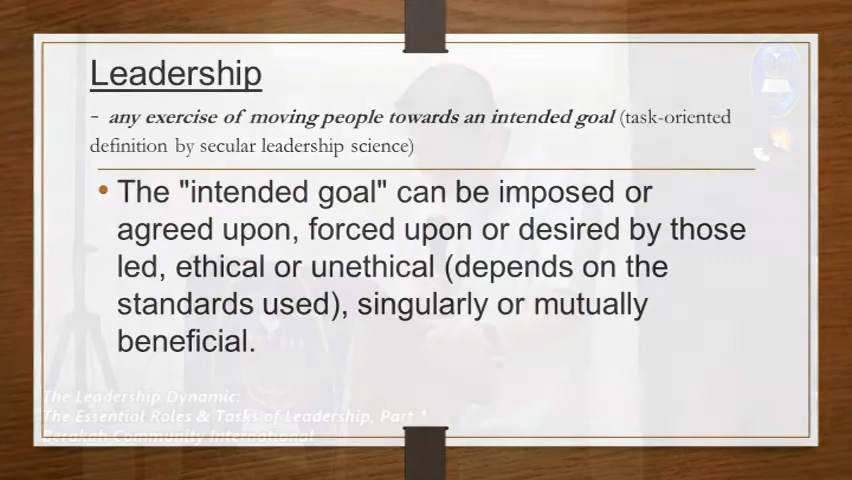 Leadership
- any exercise of moving people towards an intended goal (task-oriented
definition by secular leadership science)
• The "intended goal" can be imposed or
agreed upon, forced upon or desired by those
led, ethical or unethical (depends on the
standards used), singularly or mutually
beneficial.
The Leadership Dynamic:
The Essential Roles & Tasks of Leadership, Part 1
Berakah Community International